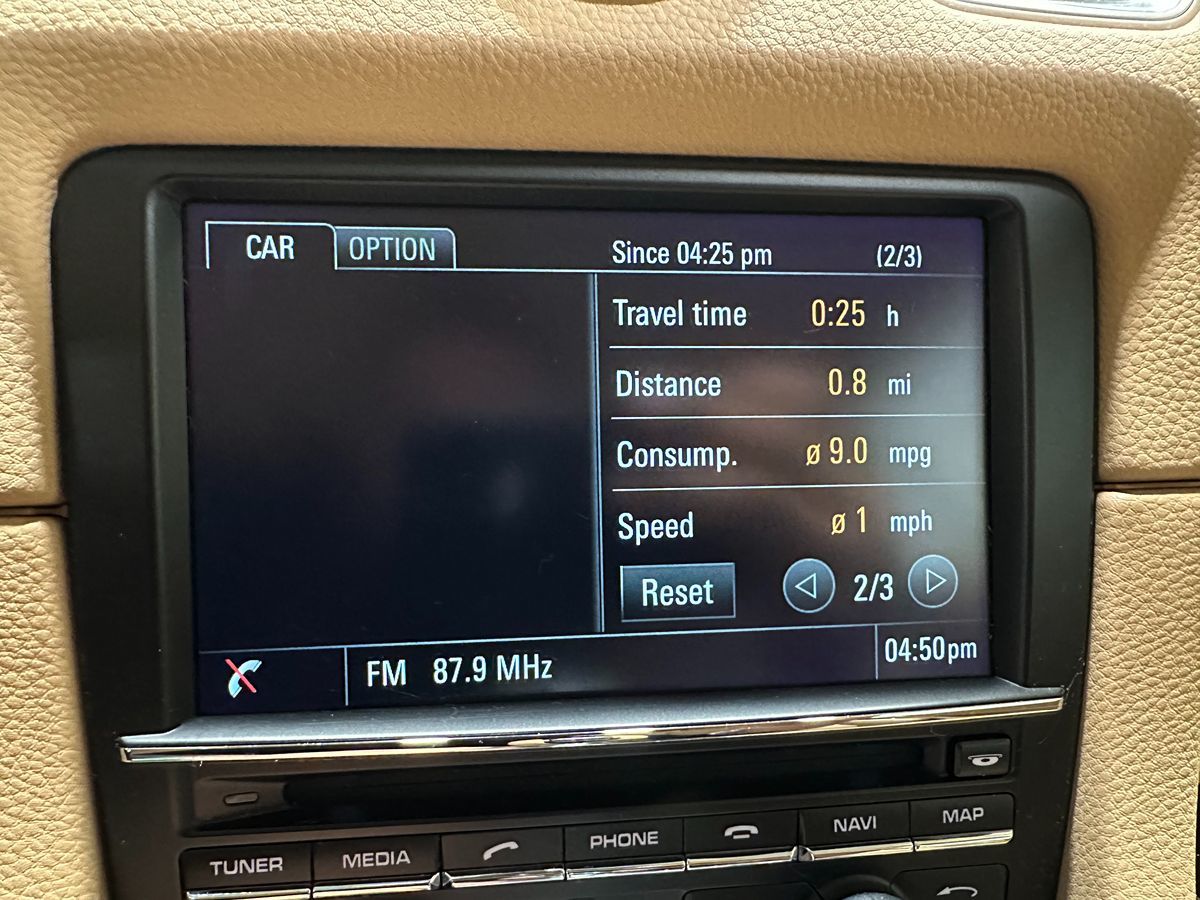 CAR OPTION Since 04:25 pm (2/3)
Travel time 0:25 h
Distance 0.8 mi
Consump. ø 9.0 mpg
Speed ø 1 mph
Reset 2/3
FM 87.9 MHz 04:50pm
TUNER MEDIA PHONE NAVI MAP